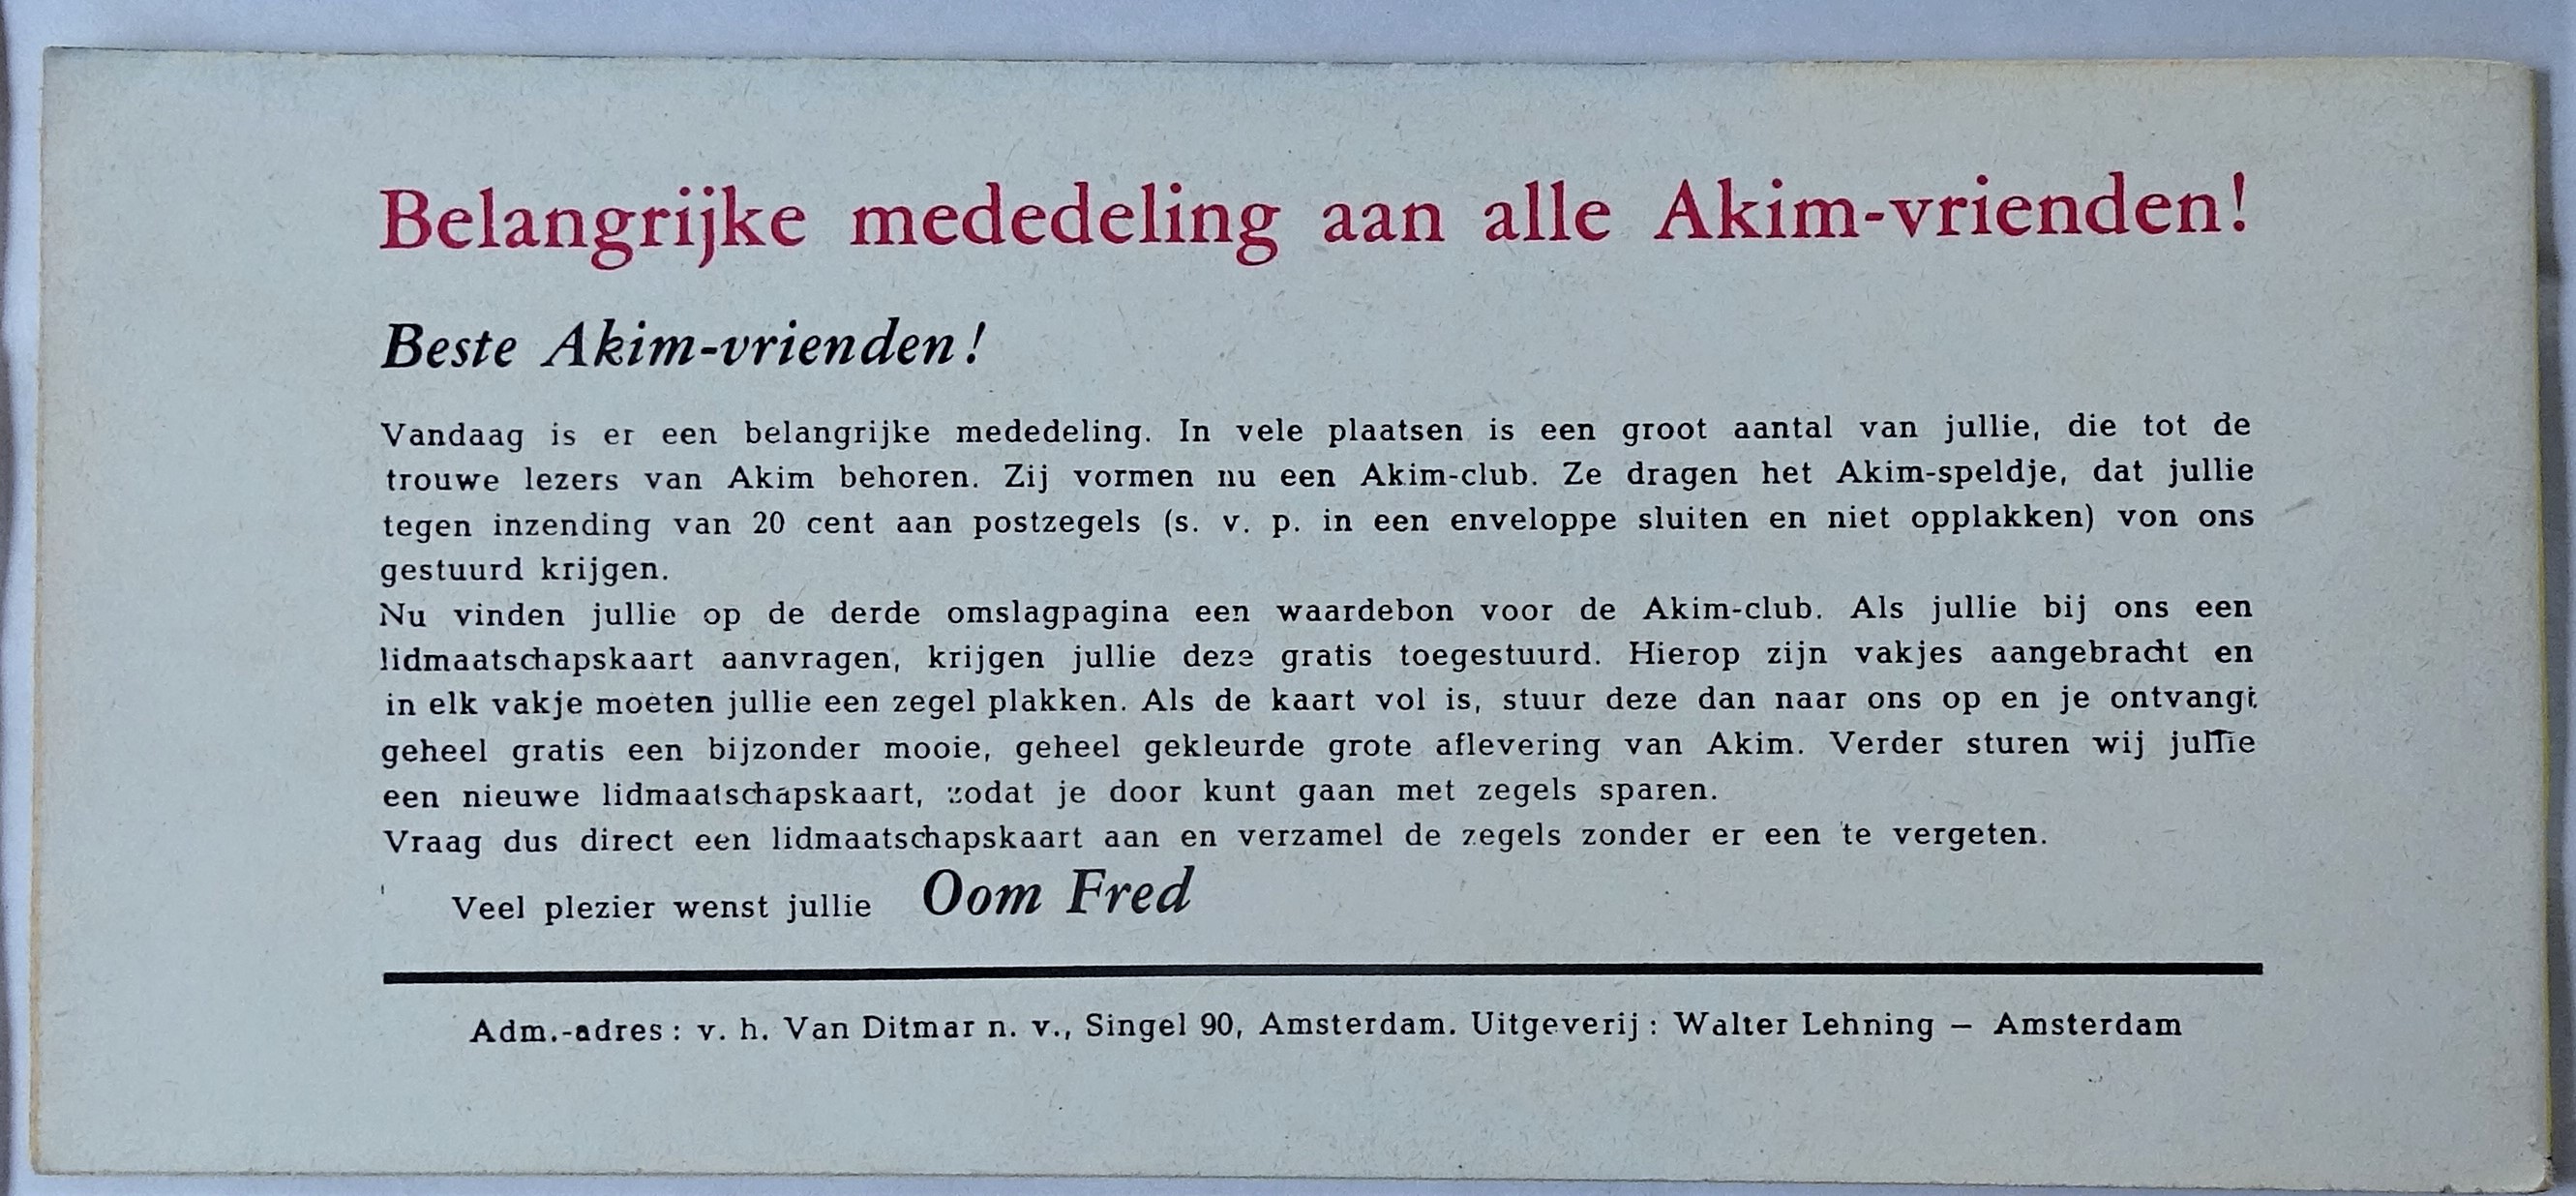 Belangrijke mededeling aan alle Akim-vrienden!
Beste Akim-vrienden!
Vandaag is er een belangrijke mededeling. In vele plaatsen is een groot aantal van jullie, die tot de
trouwe lezers van Akim behoren. Zij vormen nu een Akim-club. Ze dragen het Akim-speldje, dat jullie
tegen inzending van 20 cent aan postzegels (s. v. p. in een enveloppe sluiten en niet opplakken) von ons
gestuurd krijgen.
Nu vinden jullie op de derde omslagpagina een waardebon voor de Akim-club. Als jullie bij ons een
lidmaatschapskaart aanvragen, krijgen jullie deze gratis toegestuurd. Hierop zijn vakjes aangebracht en
in elk vakje moeten jullie een zegel plakken. Als de kaart vol is, stuur deze dan naar ons op en je ontvangt
geheel gratis een bijzonder mooie, geheel gekleurde grote aflevering van Akim. Verder sturen wij jullie
een nieuwe lidmaatschapskaart, zodat je door kunt gaan met zegels sparen.
Vraag dus direct een lidmaatschapskaart aan en verzamel de zegels zonder er een te vergeten.
Veel plezier wenst jullie Oom Fred
Adm.-adres : v. h. Van Ditmar n. v., Singel 90, Amsterdam. Uitgeverij : Walter Lehning – Amsterdam